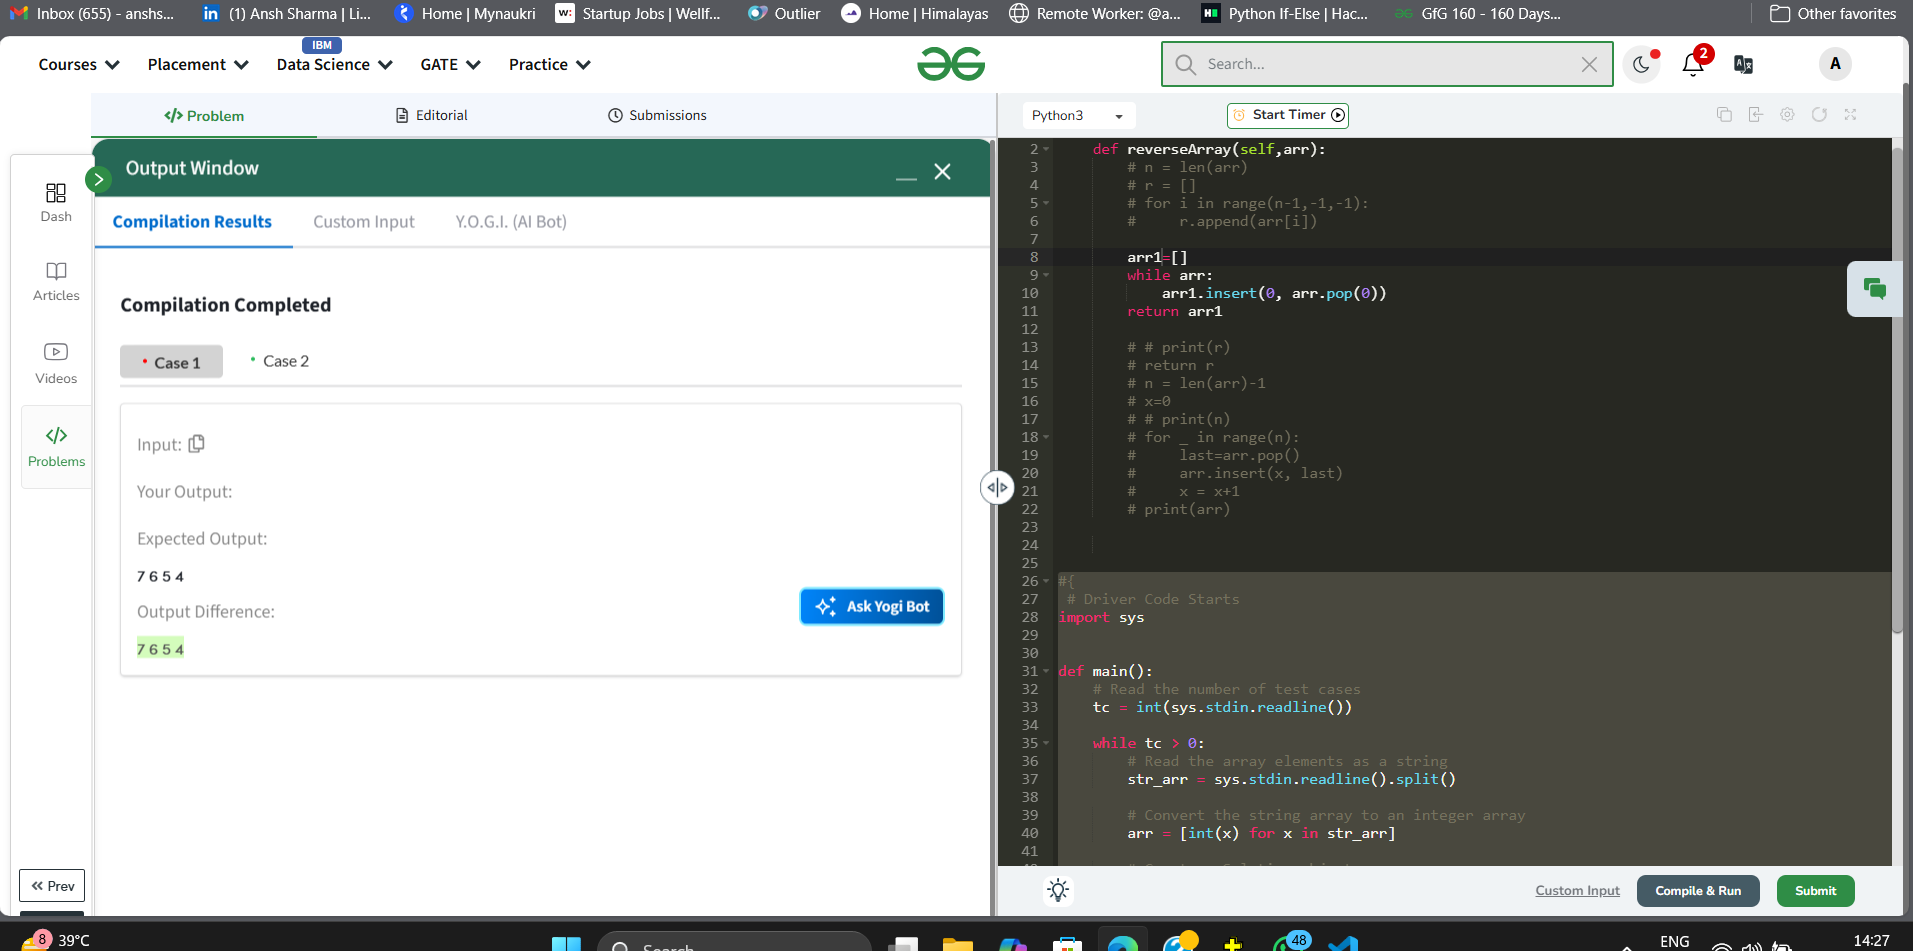 Inbox (655) - anshs...
(1) Ansh Sharma | Li...
Home | Mynaukri
w: Startup Jobs | Wellf...
Outlier
Home | Himalayas
Remote Worker: @a...
Python If-Else | Hac...
GfG 160 - 160 Days...
Other favorites
IBM
Courses
Placement
Data Science
GATE
Practice
Search...
2
A
Problem
Editorial
Submissions
Python3
Start Timer
Dash
Articles
Videos
Problems
Prev
Output Window
Compilation Results
Custom Input
Y.O.G.I. (AI Bot)
Compilation Completed
Case 1
Case 2
Input:
Your Output:
Expected Output:
7 6 5 4
Output Difference:
7 6 5 4
Ask Yogi Bot
2 def reverseArray(self,arr):
3 # n = len(arr)
4 # r = []
5 # for i in range(n-1,-1,-1):
6 #     r.append(arr[i])
7
8 arr1=[]
9 while arr:
10 arr1.insert(0, arr.pop(0))
11 return arr1
12
13 # # print(r)
14 # return r
15 # n = len(arr)-1
16 # x=0
17 # # print(n)
18 # for _ in range(n):
19 #     last=arr.pop()
20 #     arr.insert(x, last)
21 #     x = x+1
22 # print(arr)
23
24
25
26 #{
27 # Driver Code Starts
28 import sys
29
30
31 def main():
32 # Read the number of test cases
33 tc = int(sys.stdin.readline())
34
35 while tc > 0:
36 # Read the array elements as a string
37 str_arr = sys.stdin.readline().split()
38
39 # Convert the string array to an integer array
40 arr = [int(x) for x in str_arr]
41
Custom Input
Compile & Run
Submit
8
39°C
Search
48
ENG
14:27